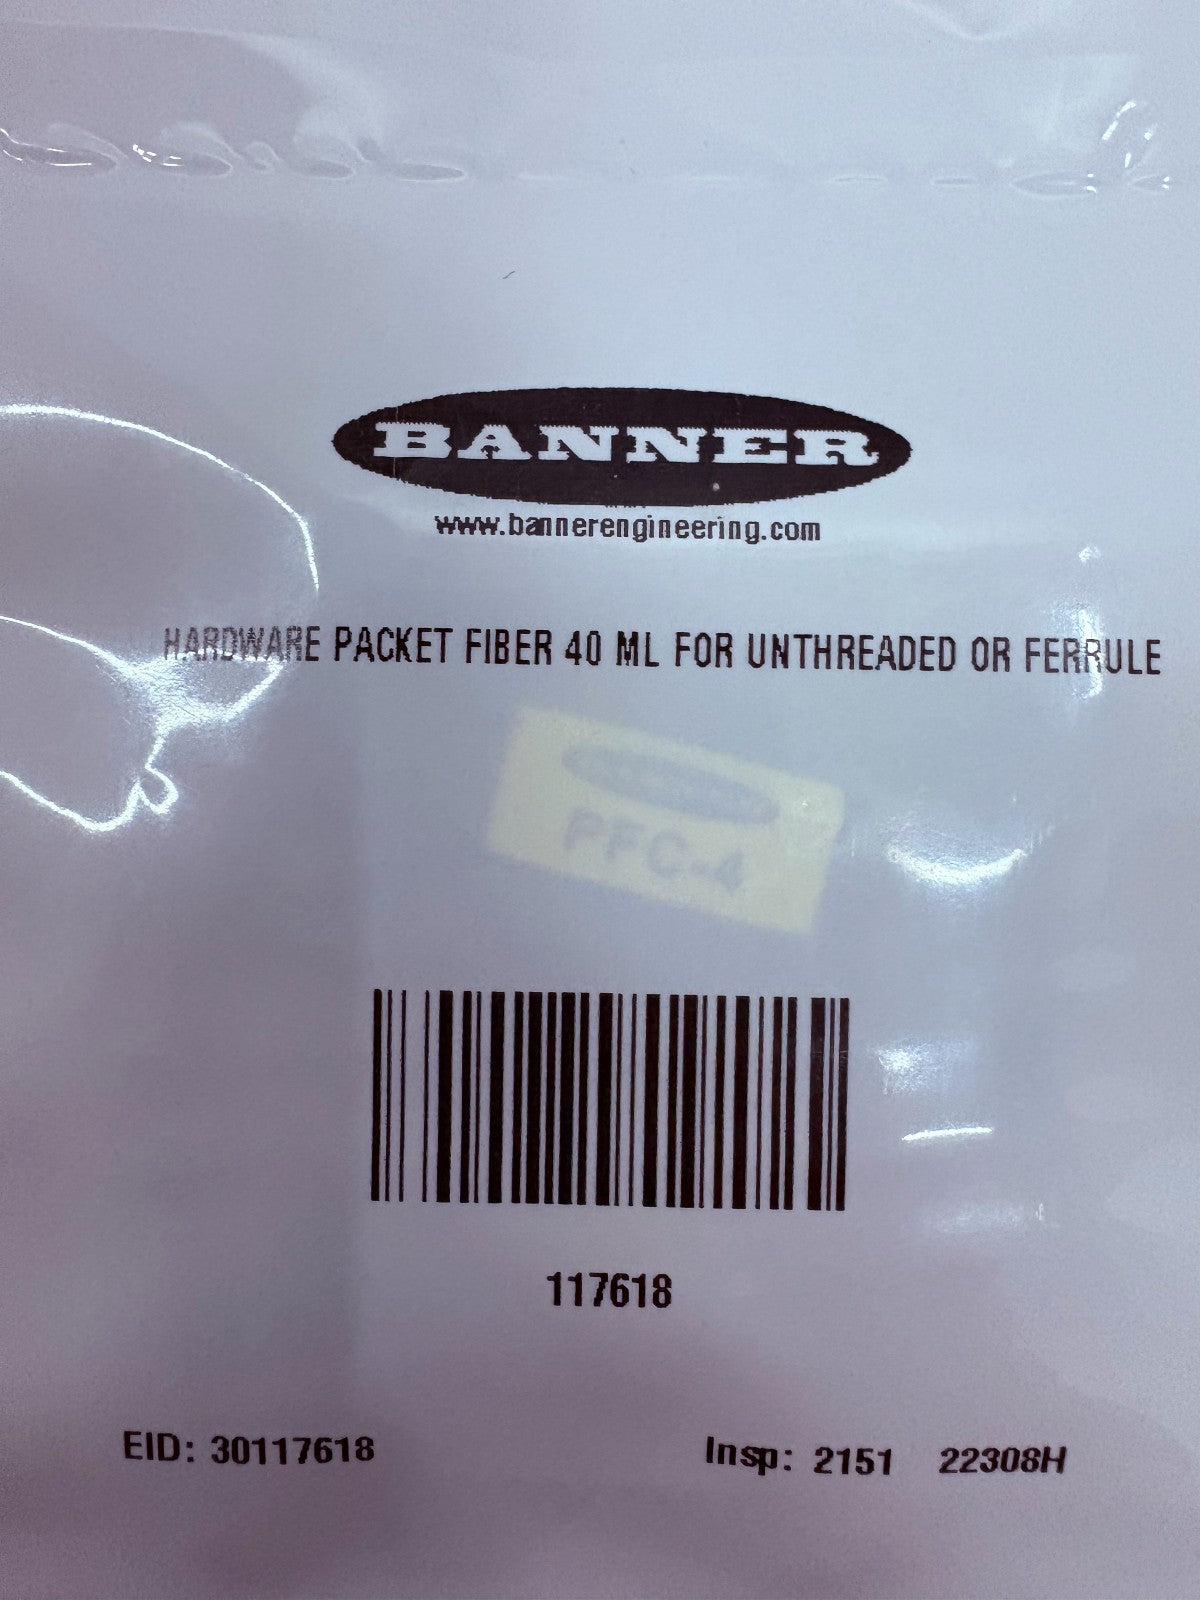 BANNER
www.bannerengineering.com
HARDWARE PACKET FIBER 40 ML FOR UNTHREADED OR FERRULE
PFC-4
117618
EID: 30117618
Insp: 2151 22308H